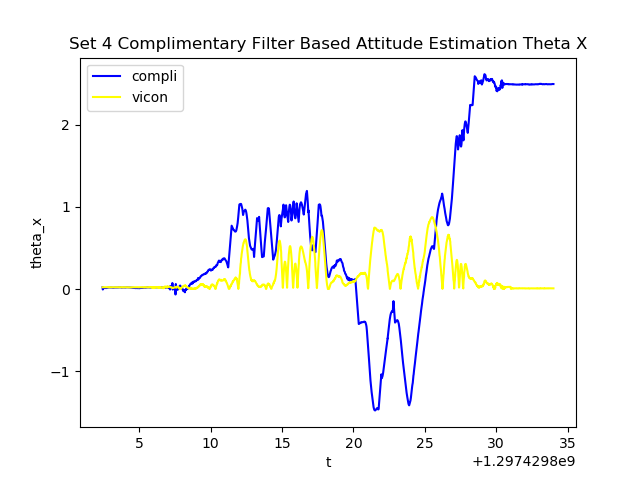 Set 4 Complimentary Filter Based Attitude Estimation Theta X
compli
vicon
theta_x
2
1
0
−1
5 10 15 20 25 30 35
t
+1.2974298e9